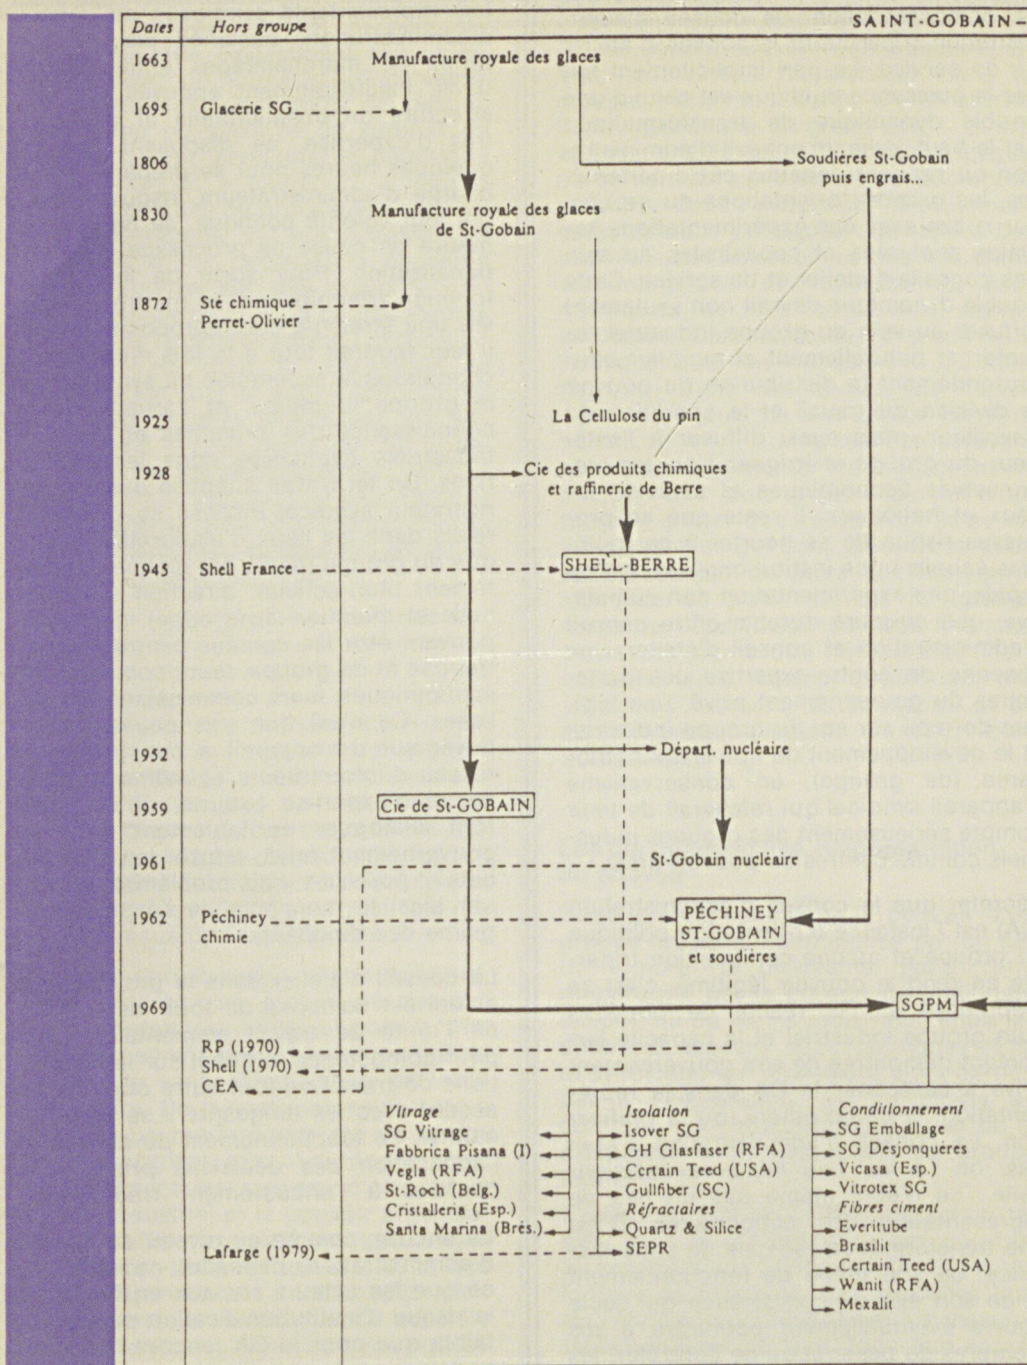 Dates Hors groupe SAINT-GOBAIN –
1663 Manufacture royale des glaces
1695 Glacerie SG
1806 Soudières St-Gobain
puis engrais...
1830 Manufacture royale des glaces
de St-Gobain
1872 Sté chimique
Perret-Olivier
1925 La Cellulose du pin
1928 Cie des produits chimiques
et raffinerie de Berre
1945 Shell France SHELL-BERRE
1952 Départ. nucléaire
1959 Cie de St-GOBAIN
1961 St-Gobain nucléaire
1962 Péchiney PÉCHINEY
chimie ST-GOBAIN
et soudières
1969 SGPM
RP (1970)
Shell (1970)
CEA
Vitrage Isolation Conditionnement
SG Vitrage Isover SG SG Emballage
Fabbrica Pisana (I) GH Glasfaser (RFA) SG Desjonquères
Vegla (RFA) Certain Teed (USA) Vicasa (Esp.)
St-Roch (Belg.) Gullfiber (SC) Vitrotex SG
Cristalleria (Esp.) Réfractaires Fibres ciment
Santa Marina (Brés.) Quartz & Silice Everitube
Lafarge (1979) SEPR Brasilit
Certain Teed (USA)
Wanit (RFA)
Mexalit